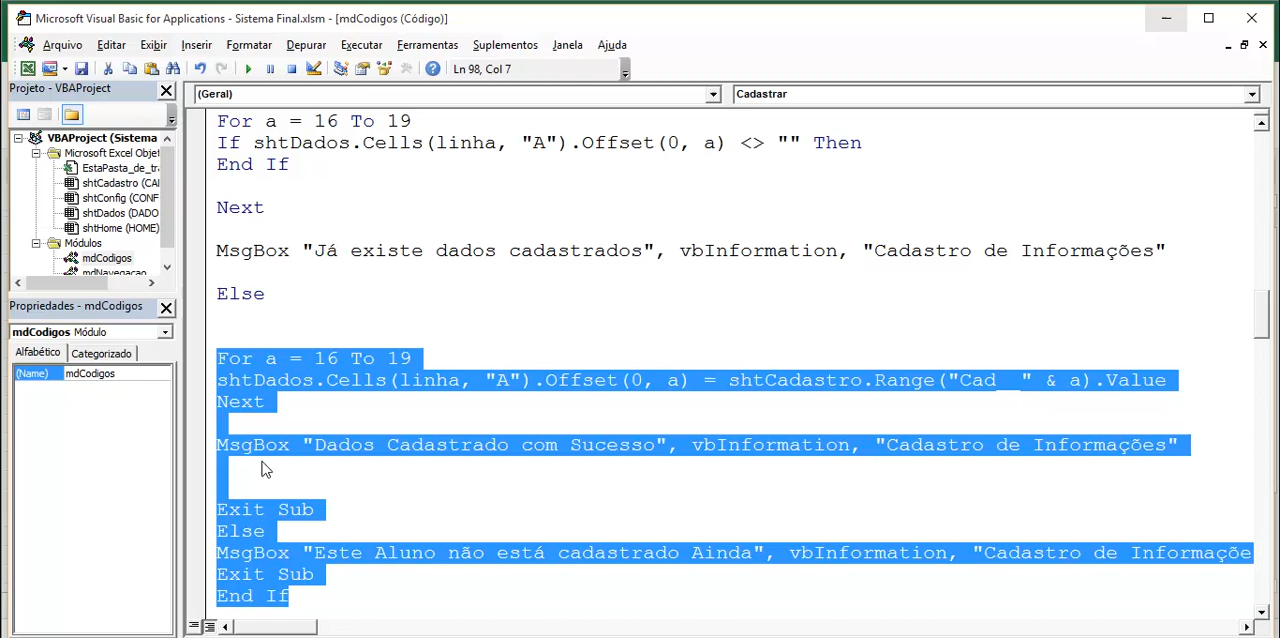 Microsoft Visual Basic for Applications - Sistema Final.xlsm - [mdCodigos (Código)]
Arquivo Editar Exibir Inserir Formatar Depurar Executar Ferramentas Suplementos Janela Ajuda
Ln 98, Col 7
Projeto - VBAProject
(Geral) Cadastrar
VBAProject (Sistema
Microsoft Excel Objet
EstaPasta_de_tr
shtCadastro (CAI
shtConfig (CONF
shtDados (DADO
shtHome (HOME)
Módulos
mdCodigos
mdNavegacao
Propriedades - mdCodigos
mdCodigos Módulo
Alfabético Categorizado
(Name) mdCodigos
For a = 16 To 19
If shtDados.Cells(linha, "A").Offset(0, a) <> "" Then
End If
Next
MsgBox "Já existe dados cadastrados", vbInformation, "Cadastro de Informações"
Else
For a = 16 To 19
shtDados.Cells(linha, "A").Offset(0, a) = shtCadastro.Range("Cad__" & a).Value
Next
MsgBox "Dados Cadastrado com Sucesso", vbInformation, "Cadastro de Informações"
Exit Sub
Else
MsgBox "Este Aluno não está cadastrado Ainda", vbInformation, "Cadastro de Informaçõe
Exit Sub
End If